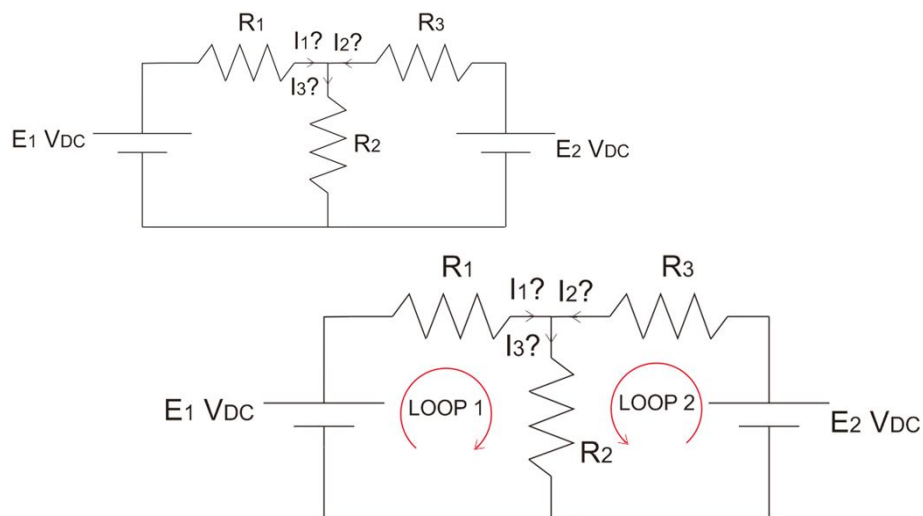 R1
R3
I1?
I2?
I3?
E1 VDC
R2
E2 VDC
R1
R3
I1?
I2?
I3?
E1 VDC
LOOP 1
LOOP 2
R2
E2 VDC